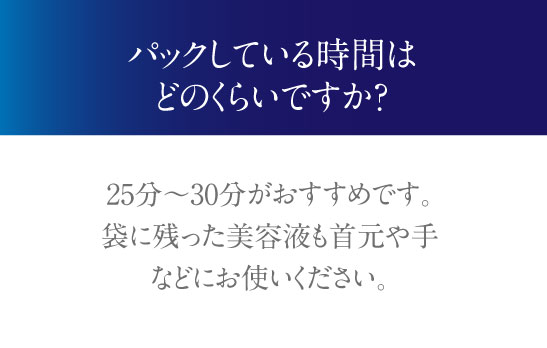 パックしている時間は
どのくらいですか?
25分〜30分がおすすめです。
袋に残った美容液も首元や手
などにお使いください。